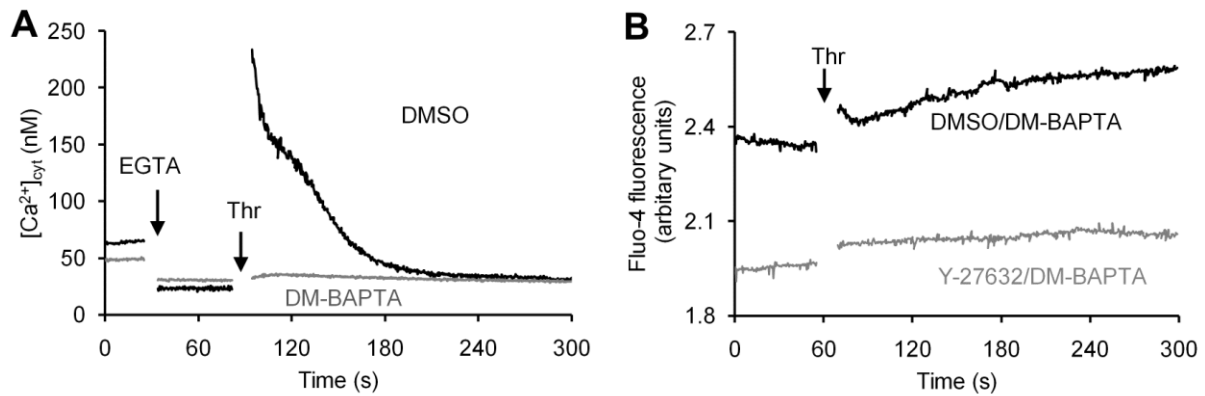 A
250
200
150
100
50
0
[Ca²⁺]cyt (nM)
EGTA
Thr
DMSO
DM-BAPTA
0 60 120 180 240 300
Time (s)
B
2.7
2.4
2.1
1.8
Fluo-4 fluorescence
(arbitary units)
Thr
DMSO/DM-BAPTA
Y-27632/DM-BAPTA
0 60 120 180 240 300
Time (s)